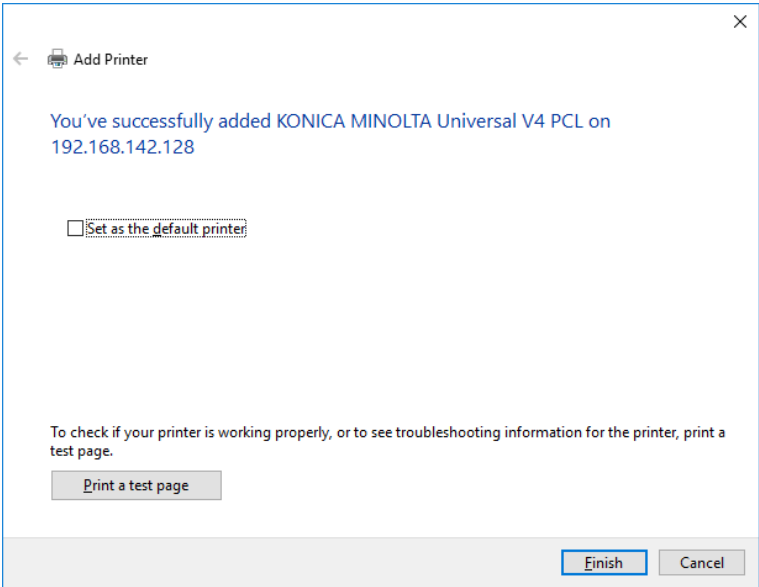 Add Printer
You've successfully added KONICA MINOLTA Universal V4 PCL on
192.168.142.128
Set as the default printer
To check if your printer is working properly, or to see troubleshooting information for the printer, print a
test page.
Print a test page
Finish
Cancel